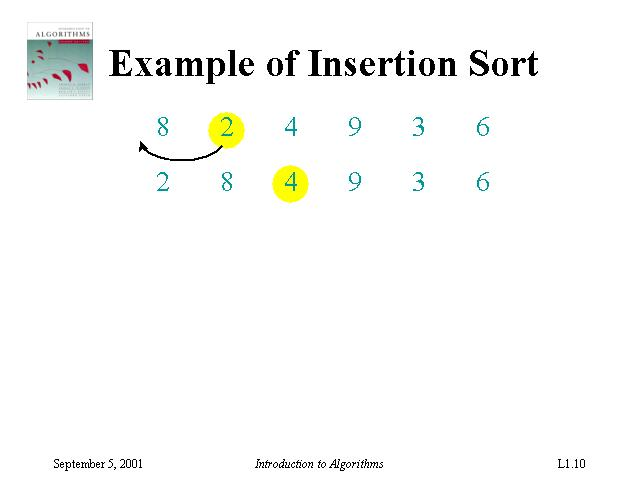 ALGORITHMS
Example of Insertion Sort
8 2 4 9 3 6
2 8 4 9 3 6
September 5, 2001 Introduction to Algorithms L1.10